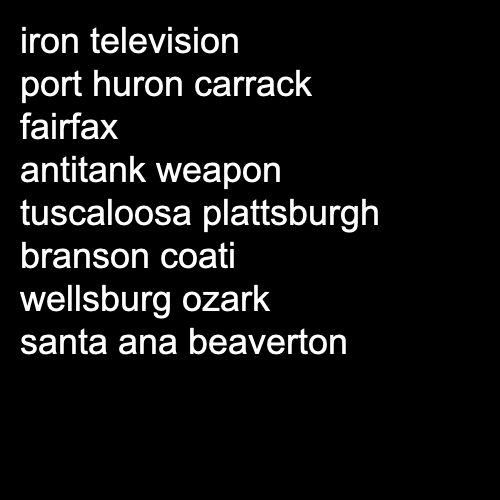 iron television
port huron carrack
fairfax
antitank weapon
tuscaloosa plattsburgh
branson coati
wellsburg ozark
santa ana beaverton